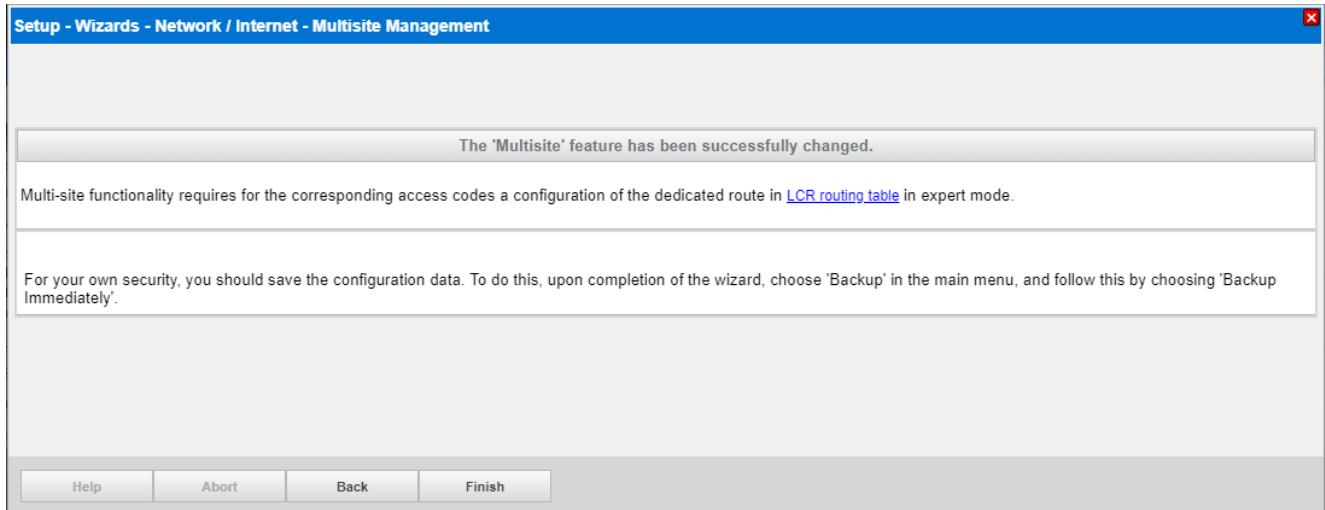 Setup - Wizards - Network / Internet - Multisite Management
The 'Multisite' feature has been successfully changed.
Multi-site functionality requires for the corresponding access codes a configuration of the dedicated route in LCR routing table in expert mode.
For your own security, you should save the configuration data. To do this, upon completion of the wizard, choose 'Backup' in the main menu, and follow this by choosing 'Backup
Immediately'.
Help Abort Back Finish